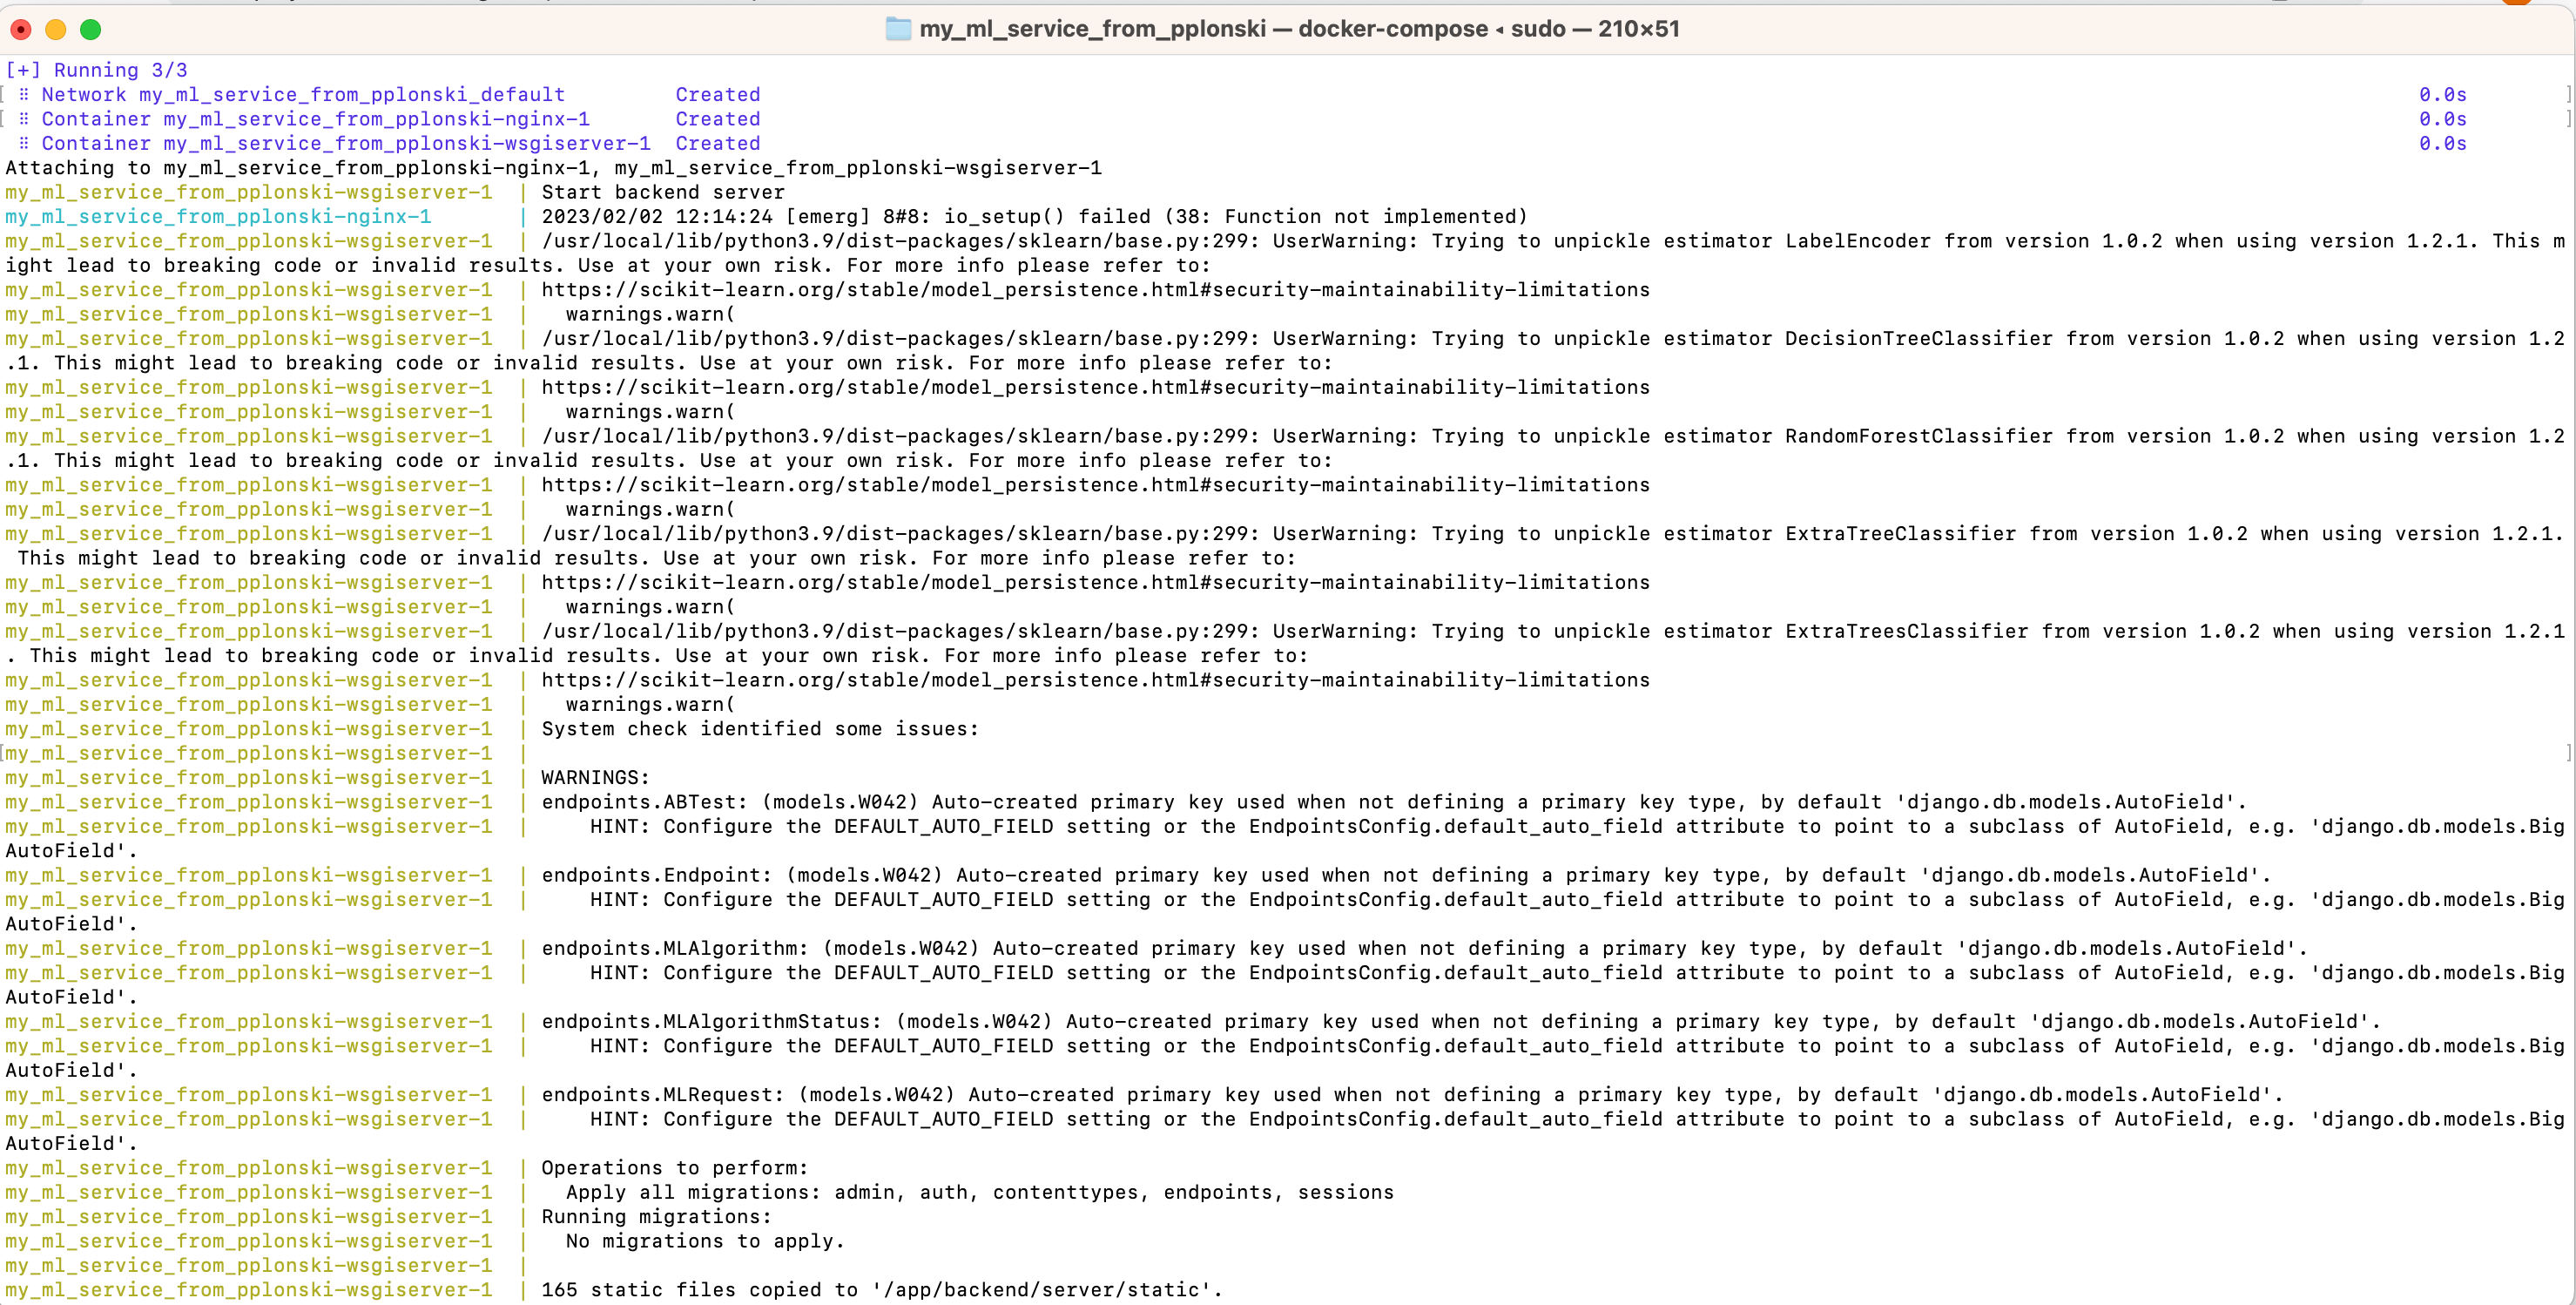 my_ml_service_from_pplonski — docker-compose ◂ sudo — 210×51
[+] Running 3/3
⠿ Network my_ml_service_from_pplonski_default Created 0.0s
⠿ Container my_ml_service_from_pplonski-nginx-1 Created 0.0s
⠿ Container my_ml_service_from_pplonski-wsgiserver-1 Created 0.0s
Attaching to my_ml_service_from_pplonski-nginx-1, my_ml_service_from_pplonski-wsgiserver-1
my_ml_service_from_pplonski-wsgiserver-1 | Start backend server
my_ml_service_from_pplonski-nginx-1 | 2023/02/02 12:14:24 [emerg] 8#8: io_setup() failed (38: Function not implemented)
my_ml_service_from_pplonski-wsgiserver-1 | /usr/local/lib/python3.9/dist-packages/sklearn/base.py:299: UserWarning: Trying to unpickle estimator LabelEncoder from version 1.0.2 when using version 1.2.1. This m
ight lead to breaking code or invalid results. Use at your own risk. For more info please refer to:
my_ml_service_from_pplonski-wsgiserver-1 | https://scikit-learn.org/stable/model_persistence.html#security-maintainability-limitations
my_ml_service_from_pplonski-wsgiserver-1 | warnings.warn(
my_ml_service_from_pplonski-wsgiserver-1 | /usr/local/lib/python3.9/dist-packages/sklearn/base.py:299: UserWarning: Trying to unpickle estimator DecisionTreeClassifier from version 1.0.2 when using version 1.2
.1. This might lead to breaking code or invalid results. Use at your own risk. For more info please refer to:
my_ml_service_from_pplonski-wsgiserver-1 | https://scikit-learn.org/stable/model_persistence.html#security-maintainability-limitations
my_ml_service_from_pplonski-wsgiserver-1 | warnings.warn(
my_ml_service_from_pplonski-wsgiserver-1 | /usr/local/lib/python3.9/dist-packages/sklearn/base.py:299: UserWarning: Trying to unpickle estimator RandomForestClassifier from version 1.0.2 when using version 1.2
.1. This might lead to breaking code or invalid results. Use at your own risk. For more info please refer to:
my_ml_service_from_pplonski-wsgiserver-1 | https://scikit-learn.org/stable/model_persistence.html#security-maintainability-limitations
my_ml_service_from_pplonski-wsgiserver-1 | warnings.warn(
my_ml_service_from_pplonski-wsgiserver-1 | /usr/local/lib/python3.9/dist-packages/sklearn/base.py:299: UserWarning: Trying to unpickle estimator ExtraTreeClassifier from version 1.0.2 when using version 1.2.1.
This might lead to breaking code or invalid results. Use at your own risk. For more info please refer to:
my_ml_service_from_pplonski-wsgiserver-1 | https://scikit-learn.org/stable/model_persistence.html#security-maintainability-limitations
my_ml_service_from_pplonski-wsgiserver-1 | warnings.warn(
my_ml_service_from_pplonski-wsgiserver-1 | /usr/local/lib/python3.9/dist-packages/sklearn/base.py:299: UserWarning: Trying to unpickle estimator ExtraTreesClassifier from version 1.0.2 when using version 1.2.1
. This might lead to breaking code or invalid results. Use at your own risk. For more info please refer to:
my_ml_service_from_pplonski-wsgiserver-1 | https://scikit-learn.org/stable/model_persistence.html#security-maintainability-limitations
my_ml_service_from_pplonski-wsgiserver-1 | warnings.warn(
my_ml_service_from_pplonski-wsgiserver-1 | System check identified some issues:
my_ml_service_from_pplonski-wsgiserver-1 |
my_ml_service_from_pplonski-wsgiserver-1 | WARNINGS:
my_ml_service_from_pplonski-wsgiserver-1 | endpoints.ABTest: (models.W042) Auto-created primary key used when not defining a primary key type, by default 'django.db.models.AutoField'.
my_ml_service_from_pplonski-wsgiserver-1 | HINT: Configure the DEFAULT_AUTO_FIELD setting or the EndpointsConfig.default_auto_field attribute to point to a subclass of AutoField, e.g. 'django.db.models.Big
AutoField'.
my_ml_service_from_pplonski-wsgiserver-1 | endpoints.Endpoint: (models.W042) Auto-created primary key used when not defining a primary key type, by default 'django.db.models.AutoField'.
my_ml_service_from_pplonski-wsgiserver-1 | HINT: Configure the DEFAULT_AUTO_FIELD setting or the EndpointsConfig.default_auto_field attribute to point to a subclass of AutoField, e.g. 'django.db.models.Big
AutoField'.
my_ml_service_from_pplonski-wsgiserver-1 | endpoints.MLAlgorithm: (models.W042) Auto-created primary key used when not defining a primary key type, by default 'django.db.models.AutoField'.
my_ml_service_from_pplonski-wsgiserver-1 | HINT: Configure the DEFAULT_AUTO_FIELD setting or the EndpointsConfig.default_auto_field attribute to point to a subclass of AutoField, e.g. 'django.db.models.Big
AutoField'.
my_ml_service_from_pplonski-wsgiserver-1 | endpoints.MLAlgorithmStatus: (models.W042) Auto-created primary key used when not defining a primary key type, by default 'django.db.models.AutoField'.
my_ml_service_from_pplonski-wsgiserver-1 | HINT: Configure the DEFAULT_AUTO_FIELD setting or the EndpointsConfig.default_auto_field attribute to point to a subclass of AutoField, e.g. 'django.db.models.Big
AutoField'.
my_ml_service_from_pplonski-wsgiserver-1 | endpoints.MLRequest: (models.W042) Auto-created primary key used when not defining a primary key type, by default 'django.db.models.AutoField'.
my_ml_service_from_pplonski-wsgiserver-1 | HINT: Configure the DEFAULT_AUTO_FIELD setting or the EndpointsConfig.default_auto_field attribute to point to a subclass of AutoField, e.g. 'django.db.models.Big
AutoField'.
my_ml_service_from_pplonski-wsgiserver-1 | Operations to perform:
my_ml_service_from_pplonski-wsgiserver-1 | Apply all migrations: admin, auth, contenttypes, endpoints, sessions
my_ml_service_from_pplonski-wsgiserver-1 | Running migrations:
my_ml_service_from_pplonski-wsgiserver-1 | No migrations to apply.
my_ml_service_from_pplonski-wsgiserver-1 |
my_ml_service_from_pplonski-wsgiserver-1 | 165 static files copied to '/app/backend/server/static'.